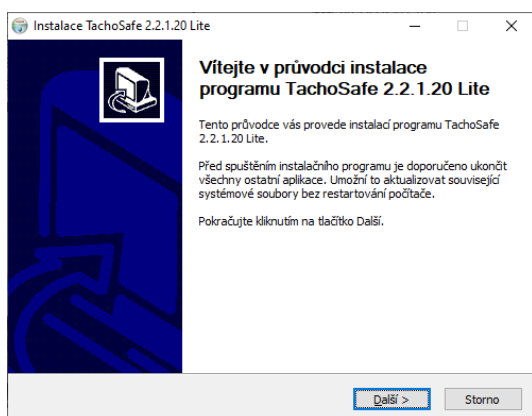 Instalace TachoSafe 2.2.1.20 Lite
Vítejte v průvodci instalace
programu TachoSafe 2.2.1.20 Lite
Tento průvodce vás provede instalací programu TachoSafe
2.2.1.20 Lite.
Před spuštěním instalačního programu je doporučeno ukončit
všechny ostatní aplikace. Umožní to aktualizovat související
systémové soubory bez restartování počítače.
Pokračujte kliknutím na tlačítko Další.
Další >
Storno